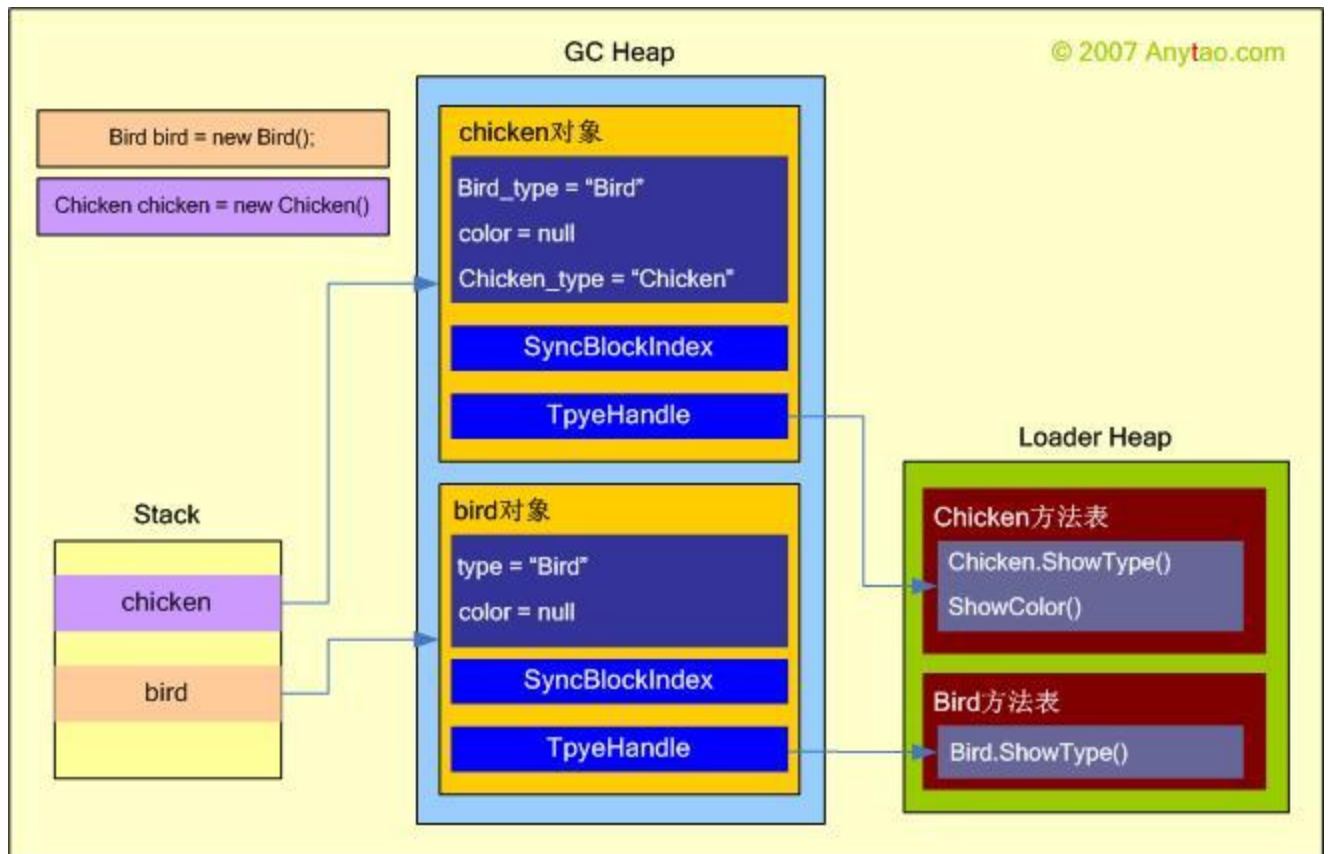 GC Heap
© 2007 Anytao.com
Bird bird = new Bird();
Chicken chicken = new Chicken()
chicken对象
Bird_type = “Bird”
color = null
Chicken_type = “Chicken”
SyncBlockIndex
TpyeHandle
Loader Heap
Stack
chicken
bird
bird对象
type = “Bird”
color = null
SyncBlockIndex
TpyeHandle
Chicken方法表
Chicken.ShowType()
ShowColor()
Bird方法表
Bird.ShowType()